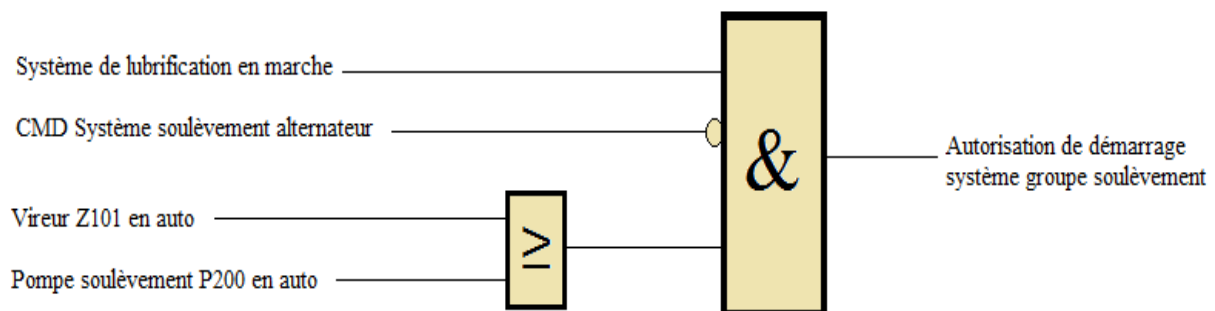 Système de lubrification en marche
CMD Système soulèvement alternateur
&
Autorisation de démarrage
système groupe soulèvement
Vireur Z101 en auto
≥
Pompe soulèvement P200 en auto